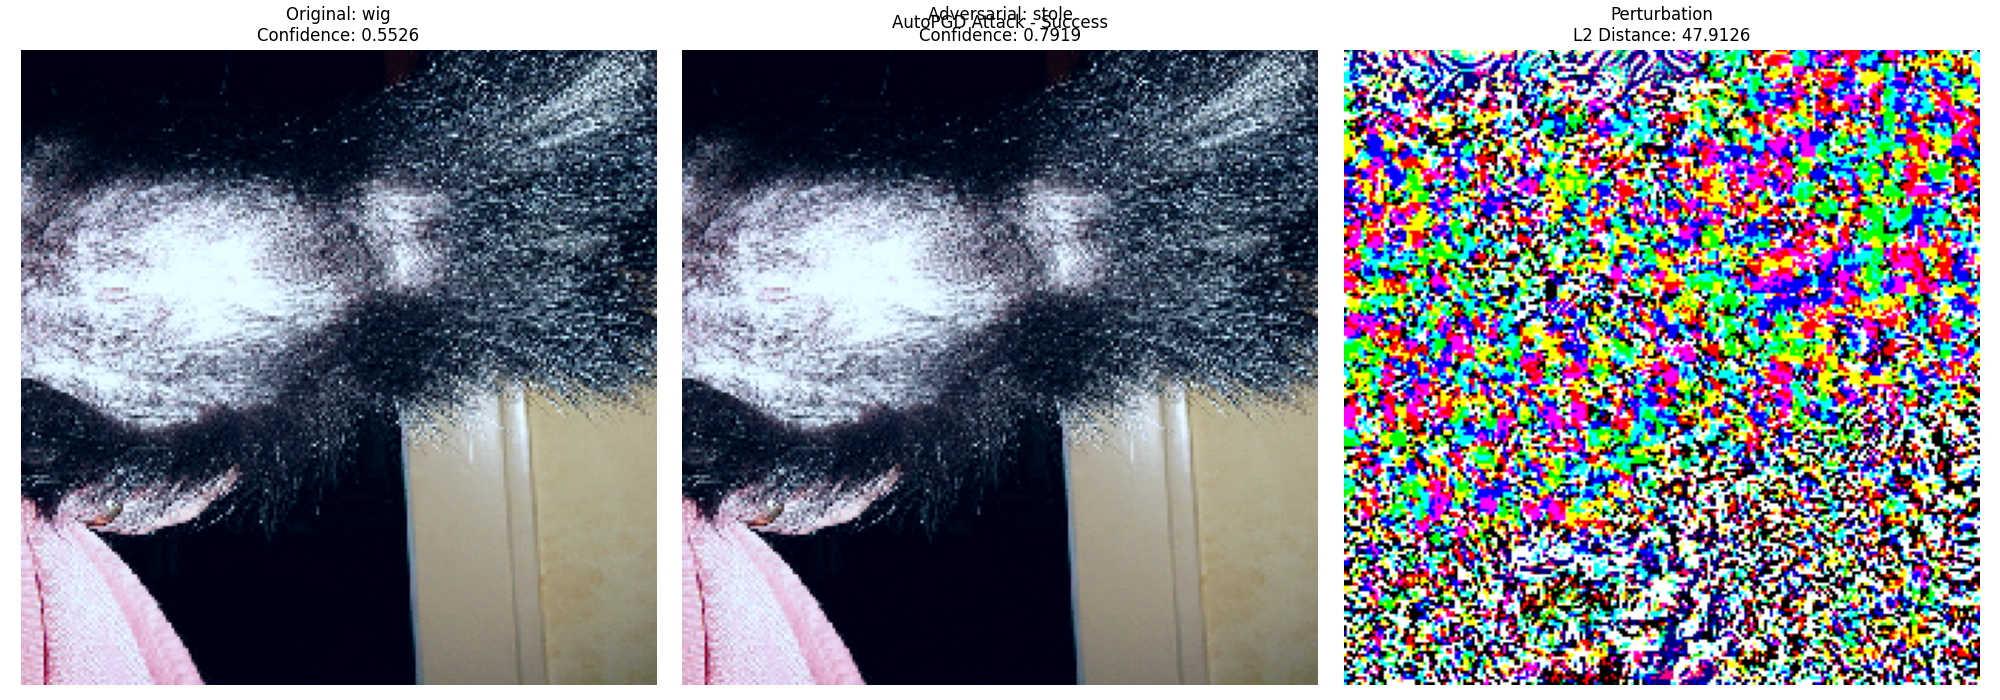 Original: wig
Confidence: 0.5526
AutoPGD Attack - Success
Adversarial: stole
Confidence: 0.7919
Perturbation
L2 Distance: 47.9126